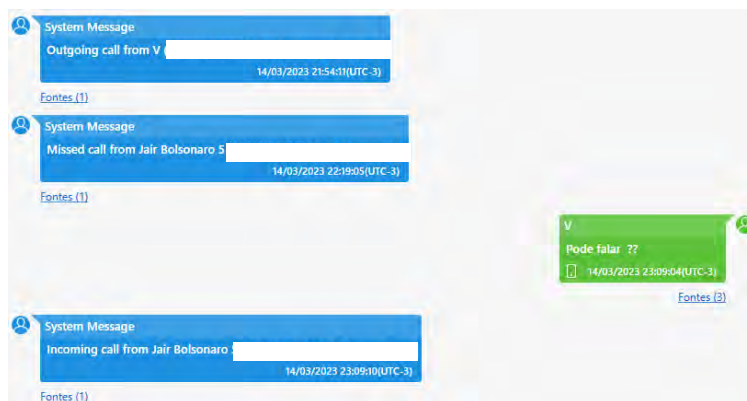 System Message
Outgoing call from V (
14/03/2023 21:54:11(UTC-3)
Fontes (1)
System Message
Missed call from Jair Bolsonaro 5
14/03/2023 22:19:05(UTC-3)
Fontes (1)
V
Pode falar ??
14/03/2023 23:09:04(UTC-3)
Fontes (3)
System Message
Incoming call from Jair Bolsonaro
14/03/2023 23:09:10(UTC-3)
Fontes (1)